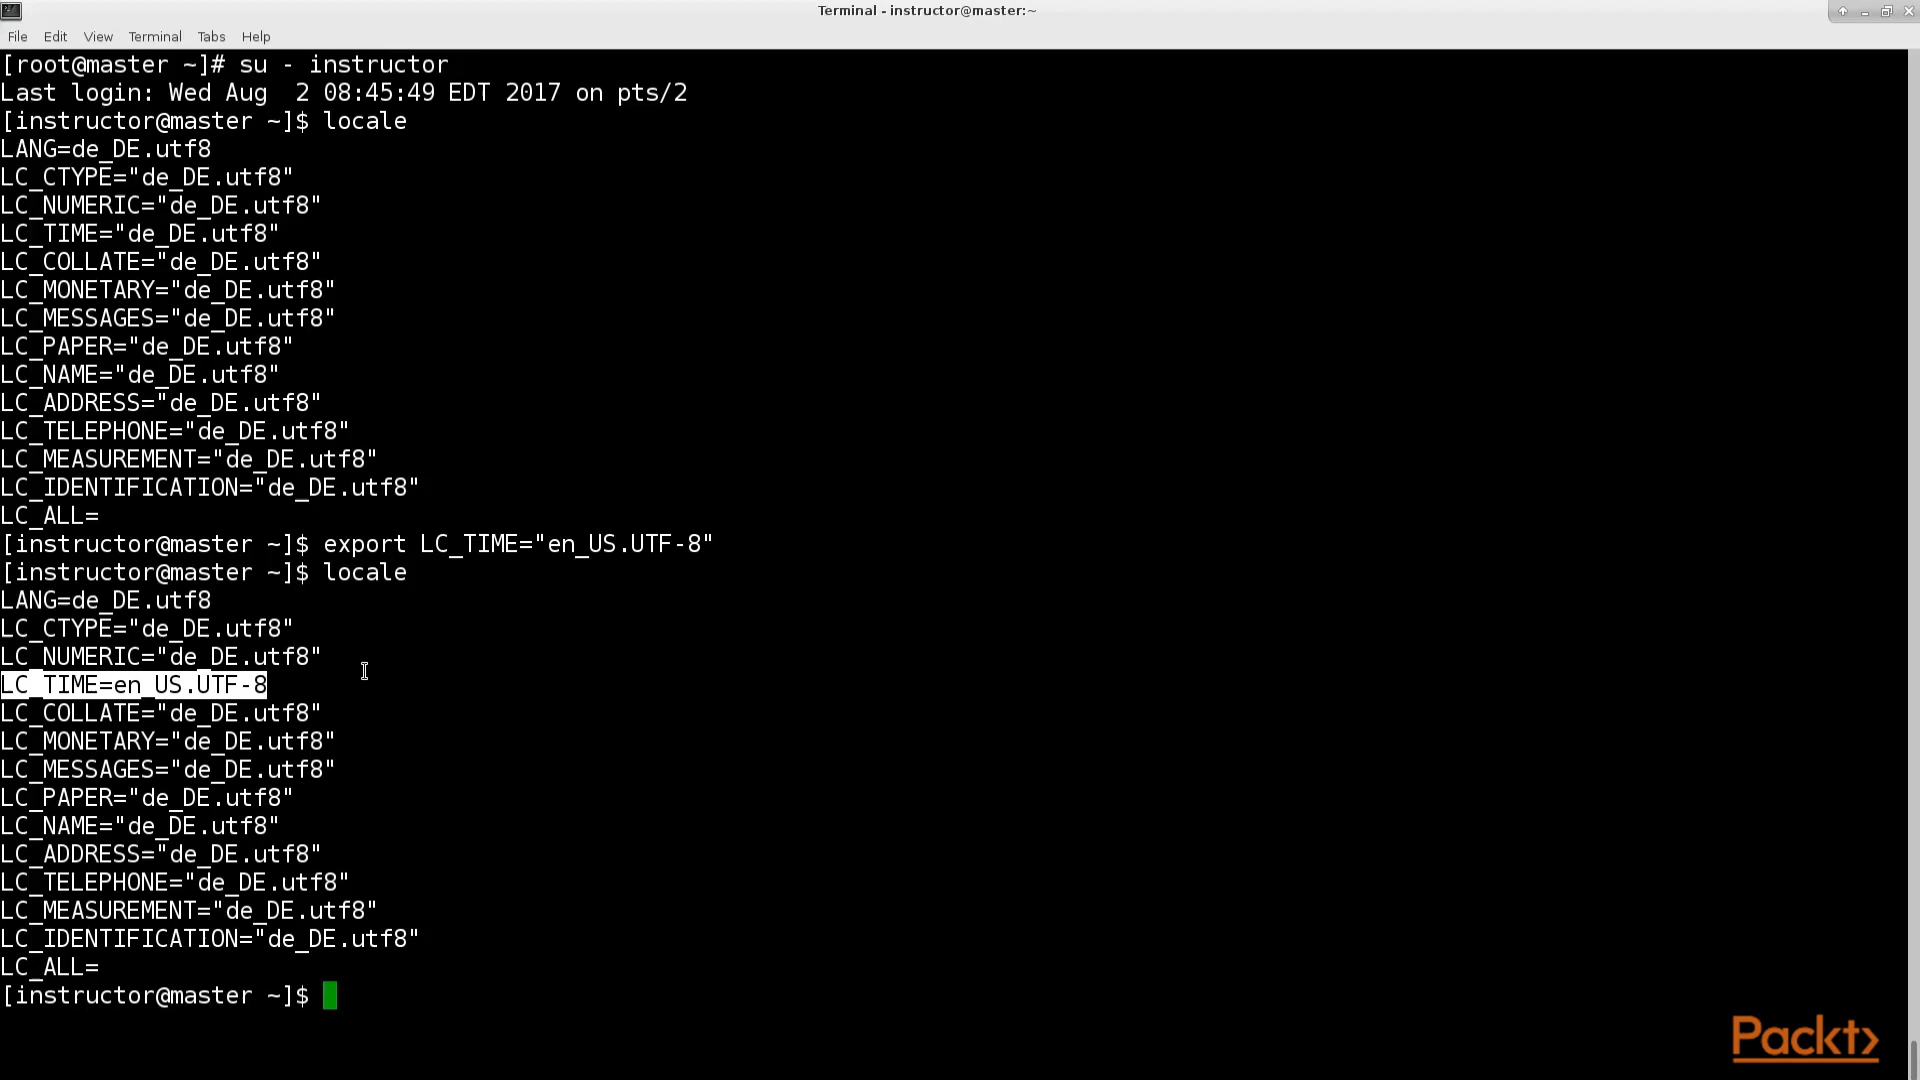 Terminal - instructor@master:~
File Edit View Terminal Tabs Help
[root@master ~]# su - instructor
Last login: Wed Aug  2 08:45:49 EDT 2017 on pts/2
[instructor@master ~]$ locale
LANG=de_DE.utf8
LC_CTYPE="de_DE.utf8"
LC_NUMERIC="de_DE.utf8"
LC_TIME="de_DE.utf8"
LC_COLLATE="de_DE.utf8"
LC_MONETARY="de_DE.utf8"
LC_MESSAGES="de_DE.utf8"
LC_PAPER="de_DE.utf8"
LC_NAME="de_DE.utf8"
LC_ADDRESS="de_DE.utf8"
LC_TELEPHONE="de_DE.utf8"
LC_MEASUREMENT="de_DE.utf8"
LC_IDENTIFICATION="de_DE.utf8"
LC_ALL=
[instructor@master ~]$ export LC_TIME="en_US.UTF-8"
[instructor@master ~]$ locale
LANG=de_DE.utf8
LC_CTYPE="de_DE.utf8"
LC_NUMERIC="de_DE.utf8"
LC_TIME=en_US.UTF-8
LC_COLLATE="de_DE.utf8"
LC_MONETARY="de_DE.utf8"
LC_MESSAGES="de_DE.utf8"
LC_PAPER="de_DE.utf8"
LC_NAME="de_DE.utf8"
LC_ADDRESS="de_DE.utf8"
LC_TELEPHONE="de_DE.utf8"
LC_MEASUREMENT="de_DE.utf8"
LC_IDENTIFICATION="de_DE.utf8"
LC_ALL=
[instructor@master ~]$
Packt>